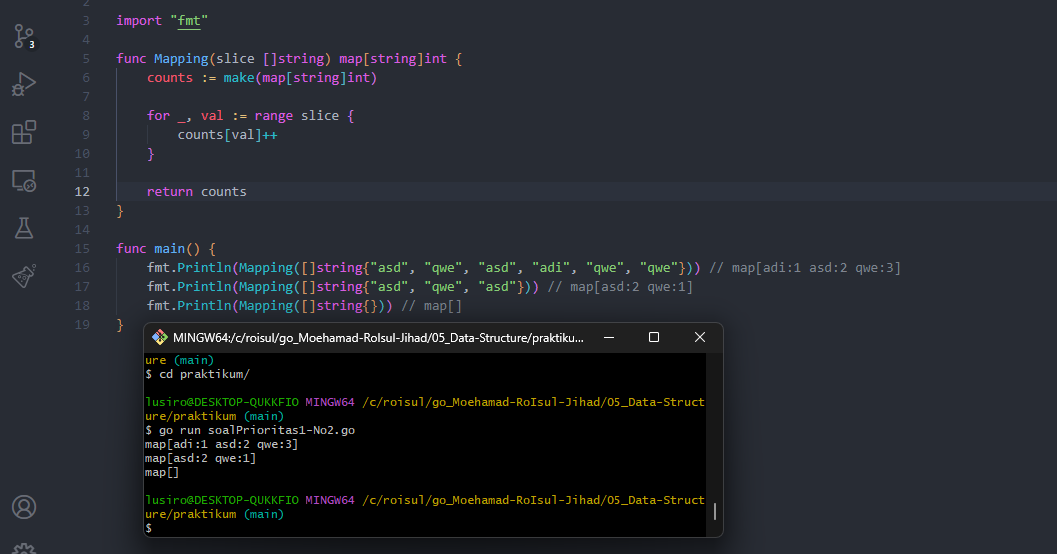 2
3 import "fmt"
4
5 func Mapping(slice []string) map[string]int {
6 counts := make(map[string]int)
7
8 for _, val := range slice {
9 counts[val]++
10 }
11
12 return counts
13 }
14
15 func main() {
16 fmt.Println(Mapping([]string{"asd", "qwe", "asd", "adi", "qwe", "qwe"})) // map[adi:1 asd:2 qwe:3]
17 fmt.Println(Mapping([]string{"asd", "qwe", "asd"})) // map[asd:2 qwe:1]
18 fmt.Println(Mapping([]string{})) // map[]
19 }
3
MINGW64:/c/roisul/go_Moehamad-RoIsul-Jihad/05_Data-Structure/praktiku...
ure (main)
$ cd praktikum/
lusiro@DESKTOP-QUKKFIO MINGW64 /c/roisul/go_Moehamad-RoIsul-Jihad/05_Data-Struct
ure/praktikum (main)
$ go run soalPrioritas1-No2.go
map[adi:1 asd:2 qwe:3]
map[asd:2 qwe:1]
map[]
lusiro@DESKTOP-QUKKFIO MINGW64 /c/roisul/go_Moehamad-RoIsul-Jihad/05_Data-Struct
ure/praktikum (main)
$